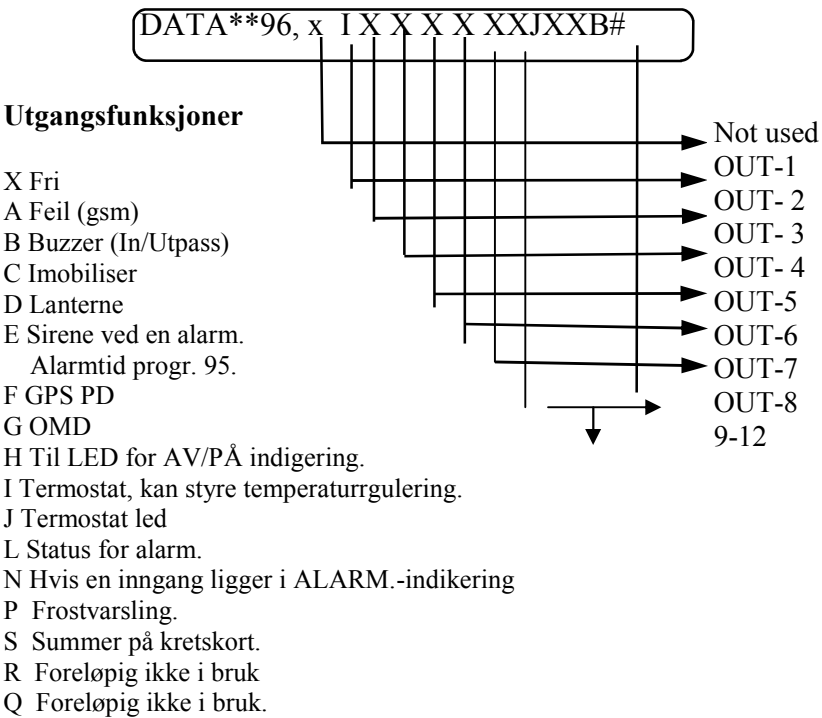 DATA**96, x I X X X X XXJXXB#
Utgangsfunksjoner
X Fri
A Feil (gsm)
B Buzzer (In/Utpass)
C Imobiliser
D Lanterne
E Sirene ved en alarm.
Alarmtid progr. 95.
F GPS PD
G OMD
H Til LED for AV/PÅ indigering.
I Termostat, kan styre temperaturrgulering.
J Termostat led
L Status for alarm.
N Hvis en inngang ligger i ALARM.-indikering
P Frostvarsling.
S Summer på kretskort.
R Foreløpig ikke i bruk
Q Foreløpig ikke i bruk.
Not used
OUT-1
OUT- 2
OUT- 3
OUT- 4
OUT-5
OUT-6
OUT-7
OUT-8
9-12